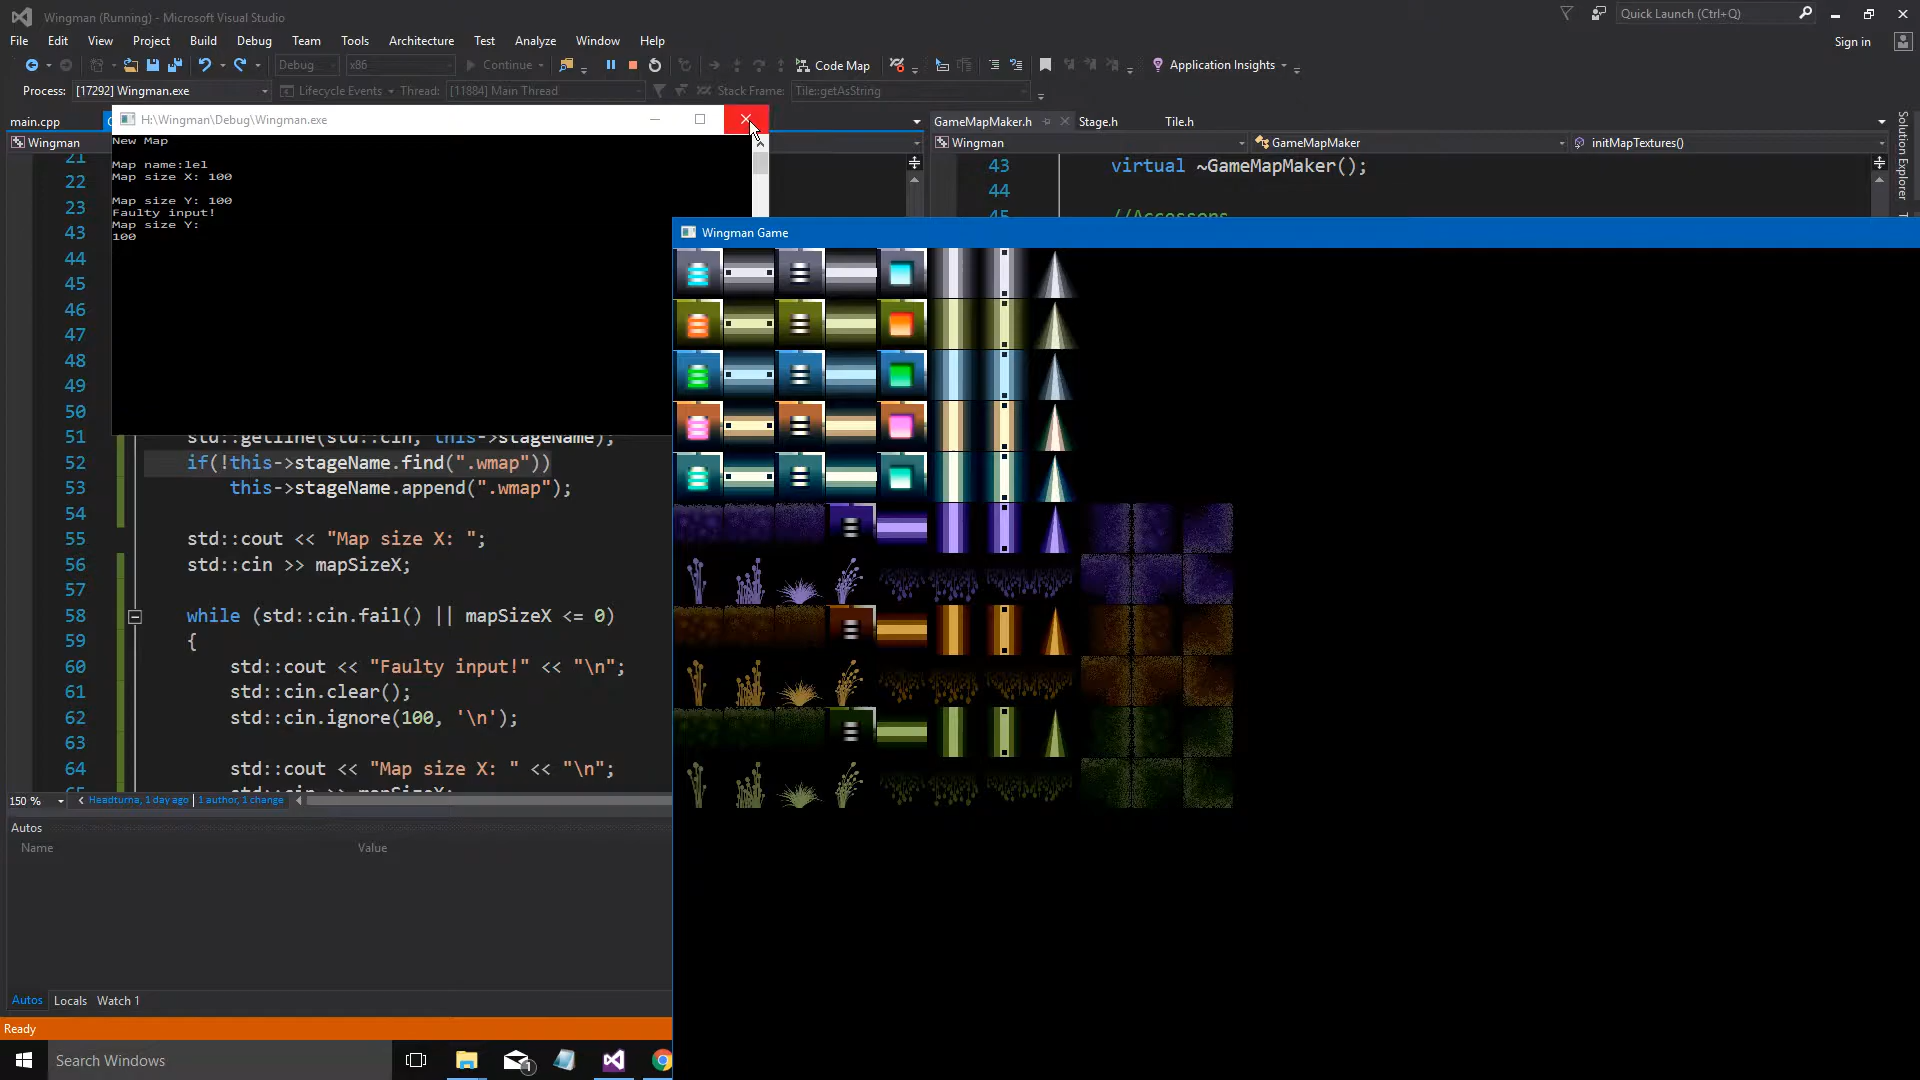 Wingman (Running) - Microsoft Visual Studio
Quick Launch (Ctrl+Q)
File Edit View Project Build Debug Team Tools Architecture Test Analyze Window Help
Sign in
Debug x86 Continue Code Map Application Insights
Process: [17292] Wingman.exe Lifecycle Events Thread: [11884] Main Thread Stack Frame: Tile::getAsString
main.cpp
H:\Wingman\Debug\Wingman.exe
GameMapMaker.h Stage.h Tile.h
Wingman
Wingman GameMapMaker initMapTextures()
Solution Explorer
New Map
Map name:lel
Map size X: 100
Map size Y: 100
Faulty input!
Map size Y:
100
43 virtual ~GameMapMaker();
44
45 //Accessors
Wingman Game
21
22
23
43
44
45
46
47
48
49
50
51 std::getline(std::cin, this->stageName);
52 if(!this->stageName.find(".wmap"))
53 this->stageName.append(".wmap");
54
55 std::cout << "Map size X: ";
56 std::cin >> mapSizeX;
57
58 while (std::cin.fail() || mapSizeX <= 0)
59 {
60 std::cout << "Faulty input!" << "\n";
61 std::cin.clear();
62 std::cin.ignore(100, '\n');
63
64 std::cout << "Map size X: " << "\n";
65 std::cin >> mapSizeX;
150 % Headturna, 1 day ago | 1 author, 1 change
Autos
Name Value
Autos Locals Watch 1
Ready
Search Windows
1